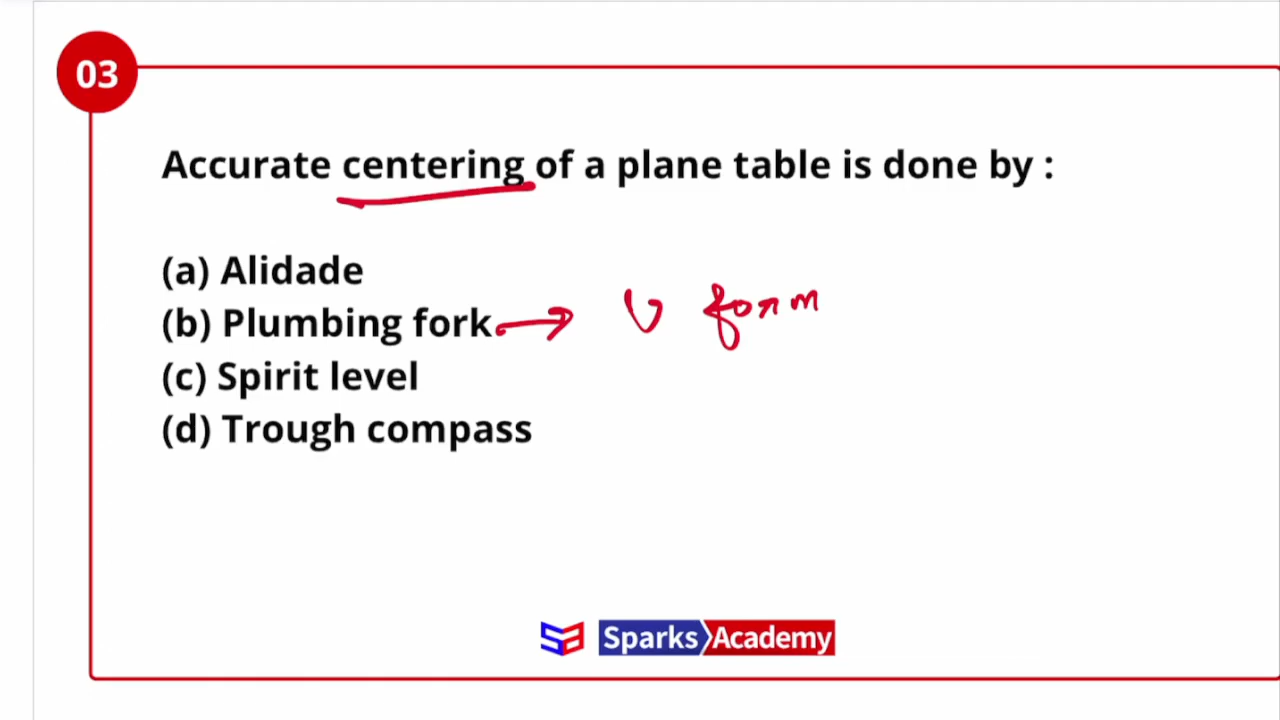 03
Accurate centering of a plane table is done by :
(a) Alidade
(b) Plumbing fork → U form
(c) Spirit level
(d) Trough compass
Sparks Academy